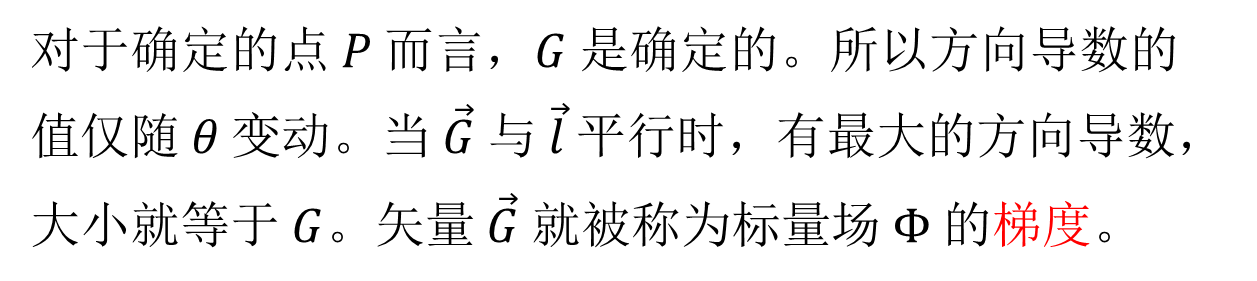 对于确定的点 P 而言，G 是确定的。所以方向导数的
值仅随 θ 变动。当 G⃗ 与 l⃗ 平行时，有最大的方向导数，
大小就等于 G。矢量 G⃗ 就被称为标量场 Φ 的梯度。